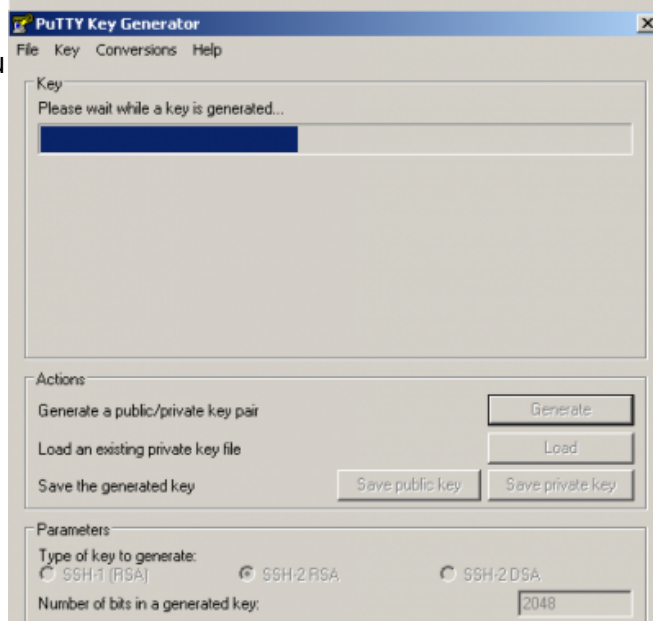 PuTTY Key Generator
File Key Conversions Help
Key
Please wait while a key is generated...
Actions
Generate a public/private key pair
Generate
Load an existing private key file
Load
Save the generated key
Save public key
Save private key
Parameters
Type of key to generate:
SSH-1 (RSA)
SSH-2 RSA
SSH-2 DSA
Number of bits in a generated key:
2048